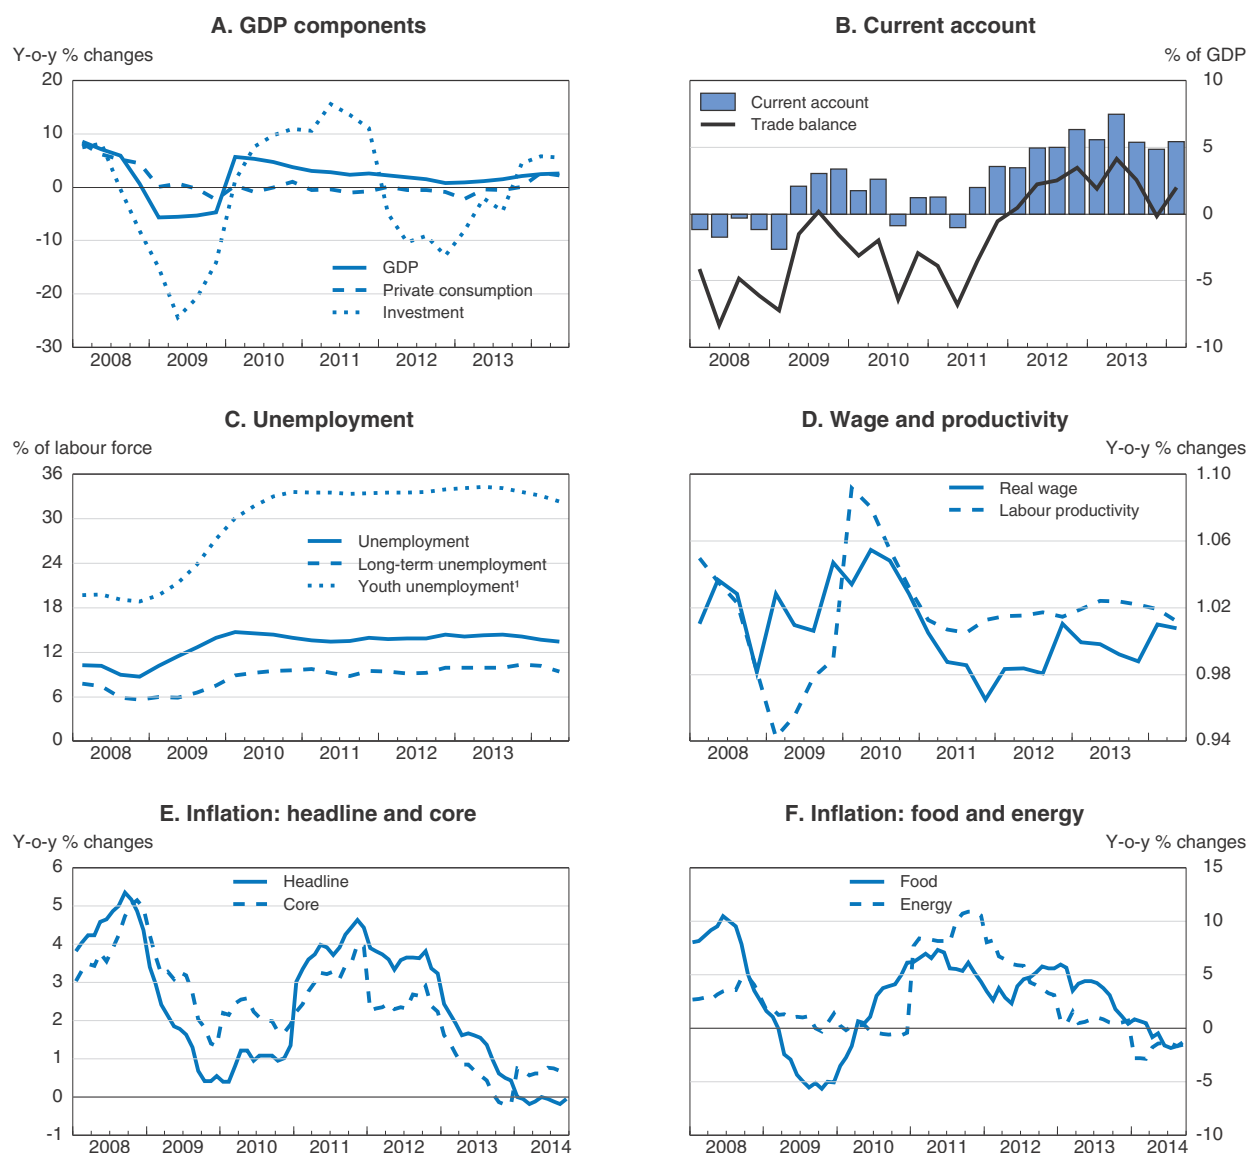 A. GDP components
Y-o-y % changes
20
10
0
-10
-20
-30
GDP
Private consumption
Investment
2008 2009 2010 2011 2012 2013
B. Current account
% of GDP
10
5
0
-5
-10
Current account
Trade balance
2008 2009 2010 2011 2012 2013
C. Unemployment
% of labour force
36
30
24
18
12
6
0
Unemployment
Long-term unemployment
Youth unemployment¹
2008 2009 2010 2011 2012 2013
D. Wage and productivity
Y-o-y % changes
1.10
1.06
1.02
0.98
0.94
Real wage
Labour productivity
2008 2009 2010 2011 2012 2013
E. Inflation: headline and core
Y-o-y % changes
6
5
4
3
2
1
0
-1
Headline
Core
2008 2009 2010 2011 2012 2013 2014
F. Inflation: food and energy
Y-o-y % changes
15
10
5
0
-5
-10
Food
Energy
2008 2009 2010 2011 2012 2013 2014